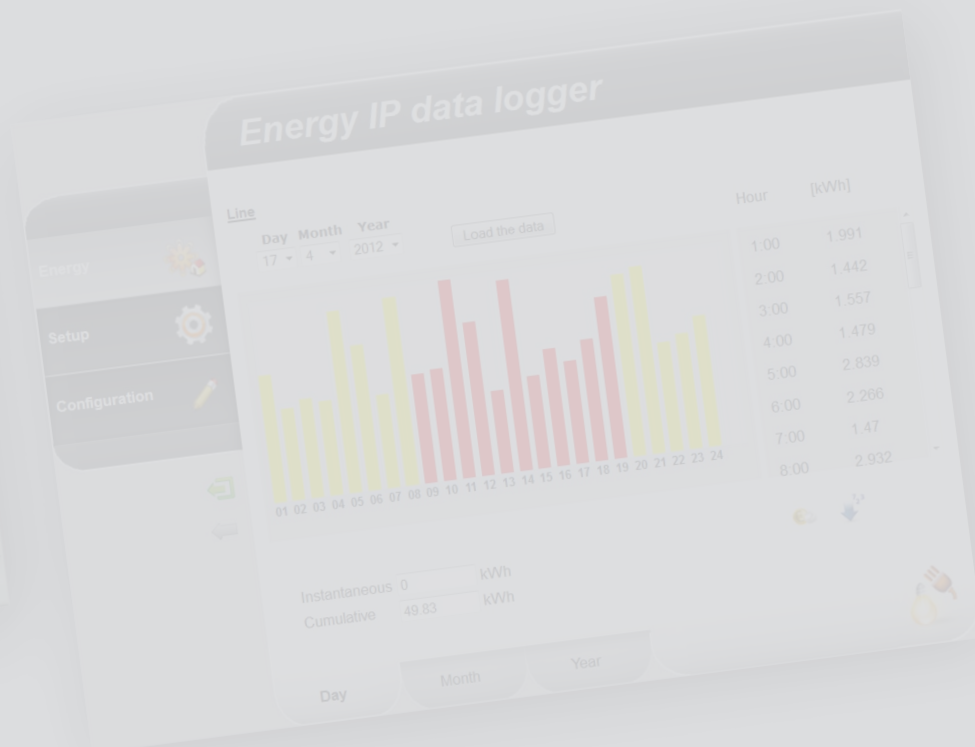 Energy IP data logger
Energy
Setup
Configuration
Line
Day Month Year
17 4 2012
Load the data
Hour [kWh]
1:00 1.991
2:00 1.442
3:00 1.557
4:00 1.479
5:00 2.839
6:00 2.266
7:00 1.47
8:00 2.932
01 02 03 04 05 06 07 08 09 10 11 12 13 14 15 16 17 18 19 20 21 22 23 24
Instantaneous 0 kWh
Cumulative 49.83 kWh
Day Month Year